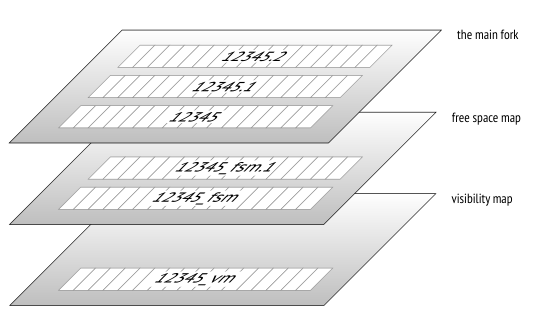 the main fork
12345.2
12345.1
12345
free space map
12345_fsm.1
12345_fsm
visibility map
12345_vm